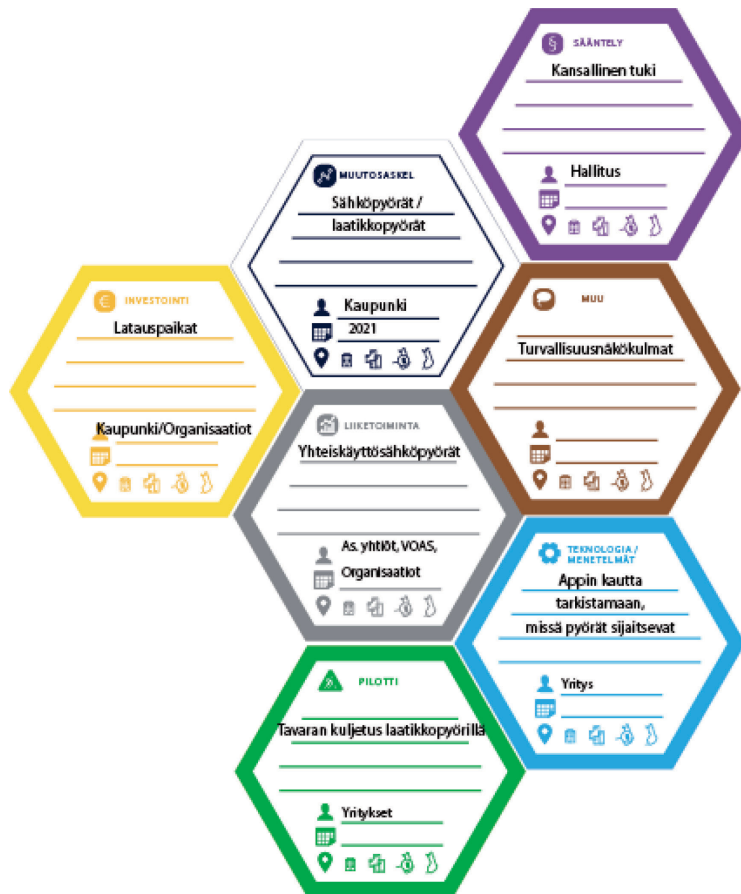 SÄÄNTELY
Kansallinen tuki
Hallitus
MUUTOSASKEL
Sähköpyörät /
laatikkopyörät
Kaupunki
2021
INVESTOINTI
Latauspaikat
Kaupunki/Organisaatiot
MUU
Turvallisuusnäkökulmat
LIIKETOIMINTA
Yhteiskäyttösähköpyörät
As. yhtiöt, VOAS,
Organisaatiot
TEKNOLOGIA /
MENETELMÄT
Appin kautta
tarkistamaan,
missä pyörät sijaitsevat
Yritys
PILOTTI
Tavaran kuljetus laatikkopyörillä
Yritykset